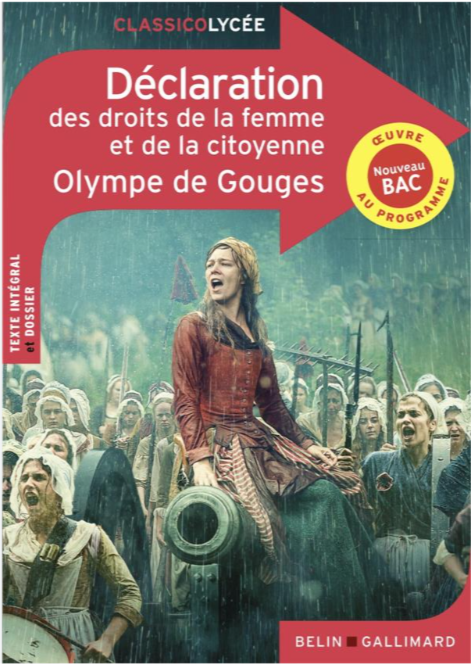 CLASSICOLYCÉE
Déclaration
des droits de la femme
et de la citoyenne
Olympe de Gouges
ŒUVRE
Nouveau
BAC
AU PROGRAMME
TEXTE INTÉGRAL
et DOSSIER
BELIN GALLIMARD